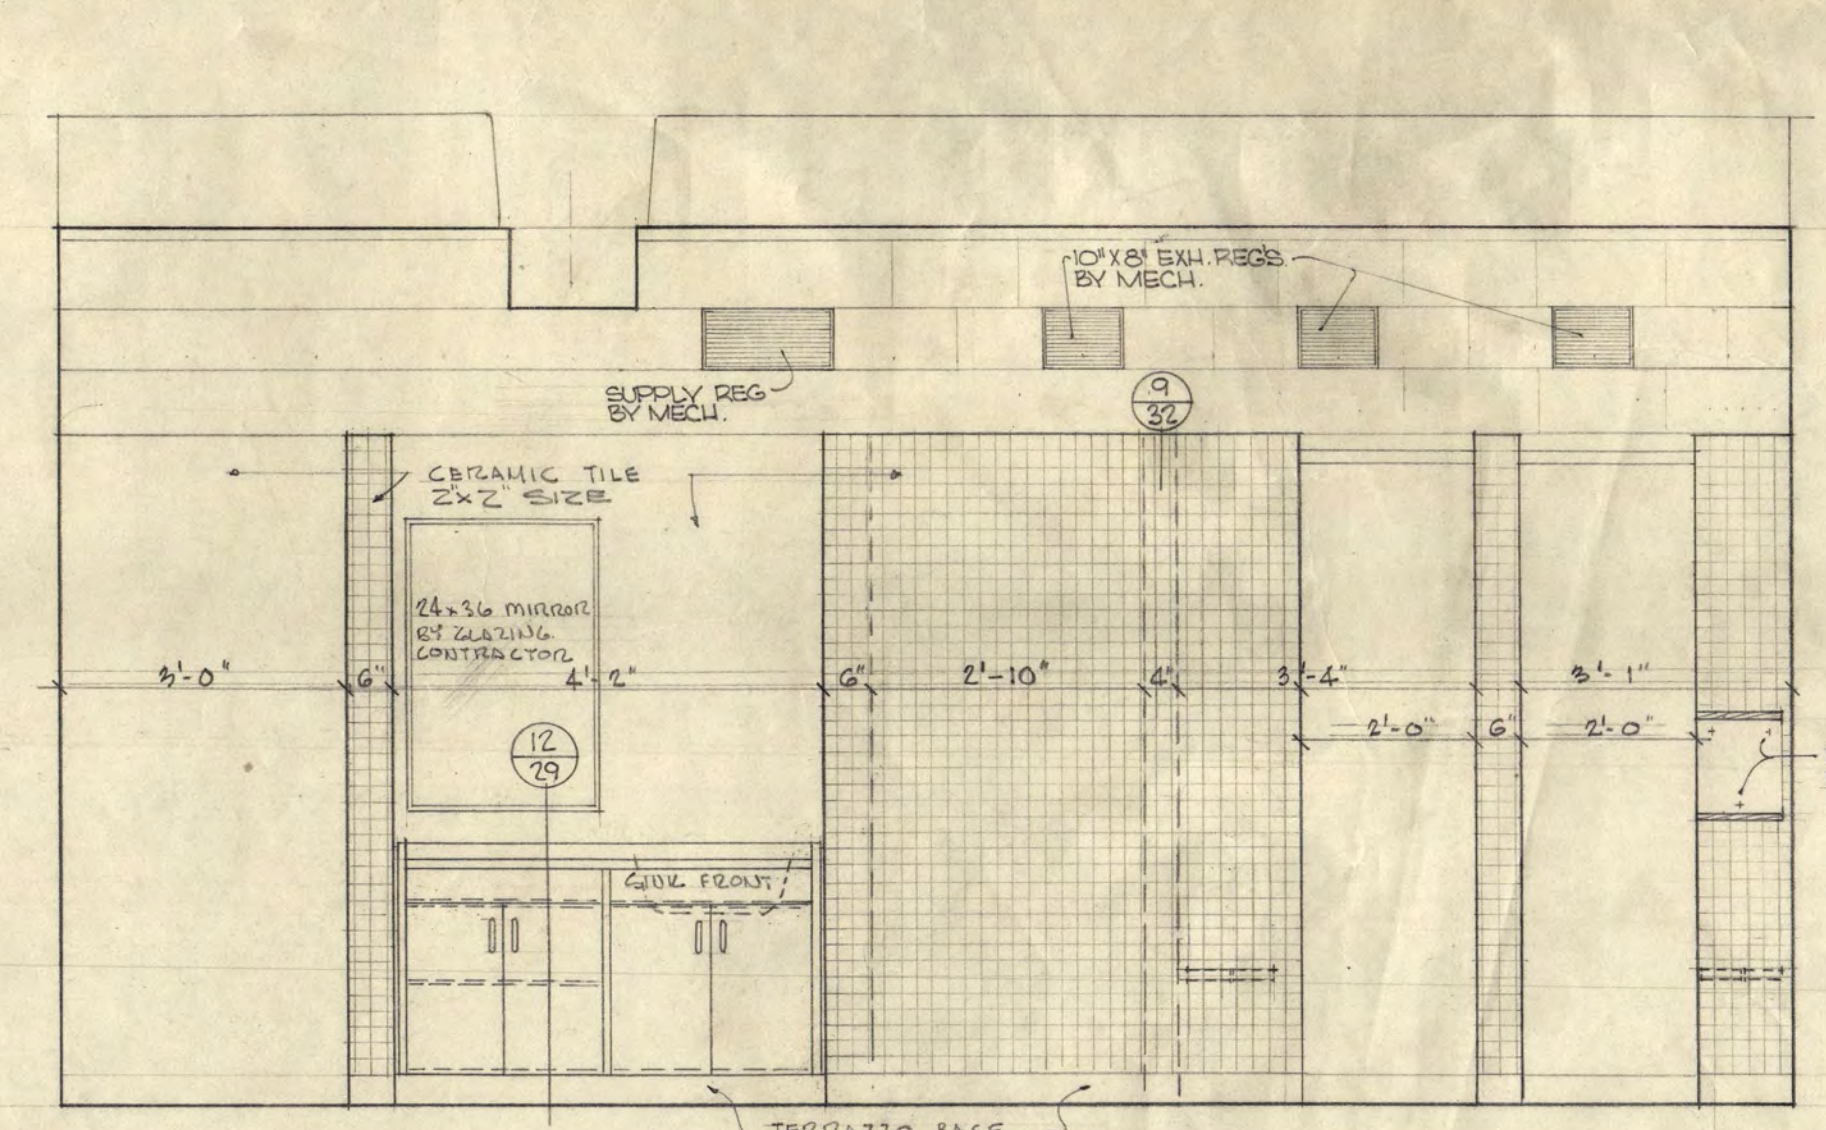 10"X8" EXH. REG'S.
BY MECH.
SUPPLY REG
BY MECH.
9
32
CERAMIC TILE
2"x2" SIZE
24x36 MIRROR
BY GLAZING.
CONTRACTOR
3'-0" 6" 4'-2" 6" 2'-10" 4" 3'-4" 3'-1"
2'-0" 6" 2'-0"
12
29
SINK FRONT
TERRAZZO BASE